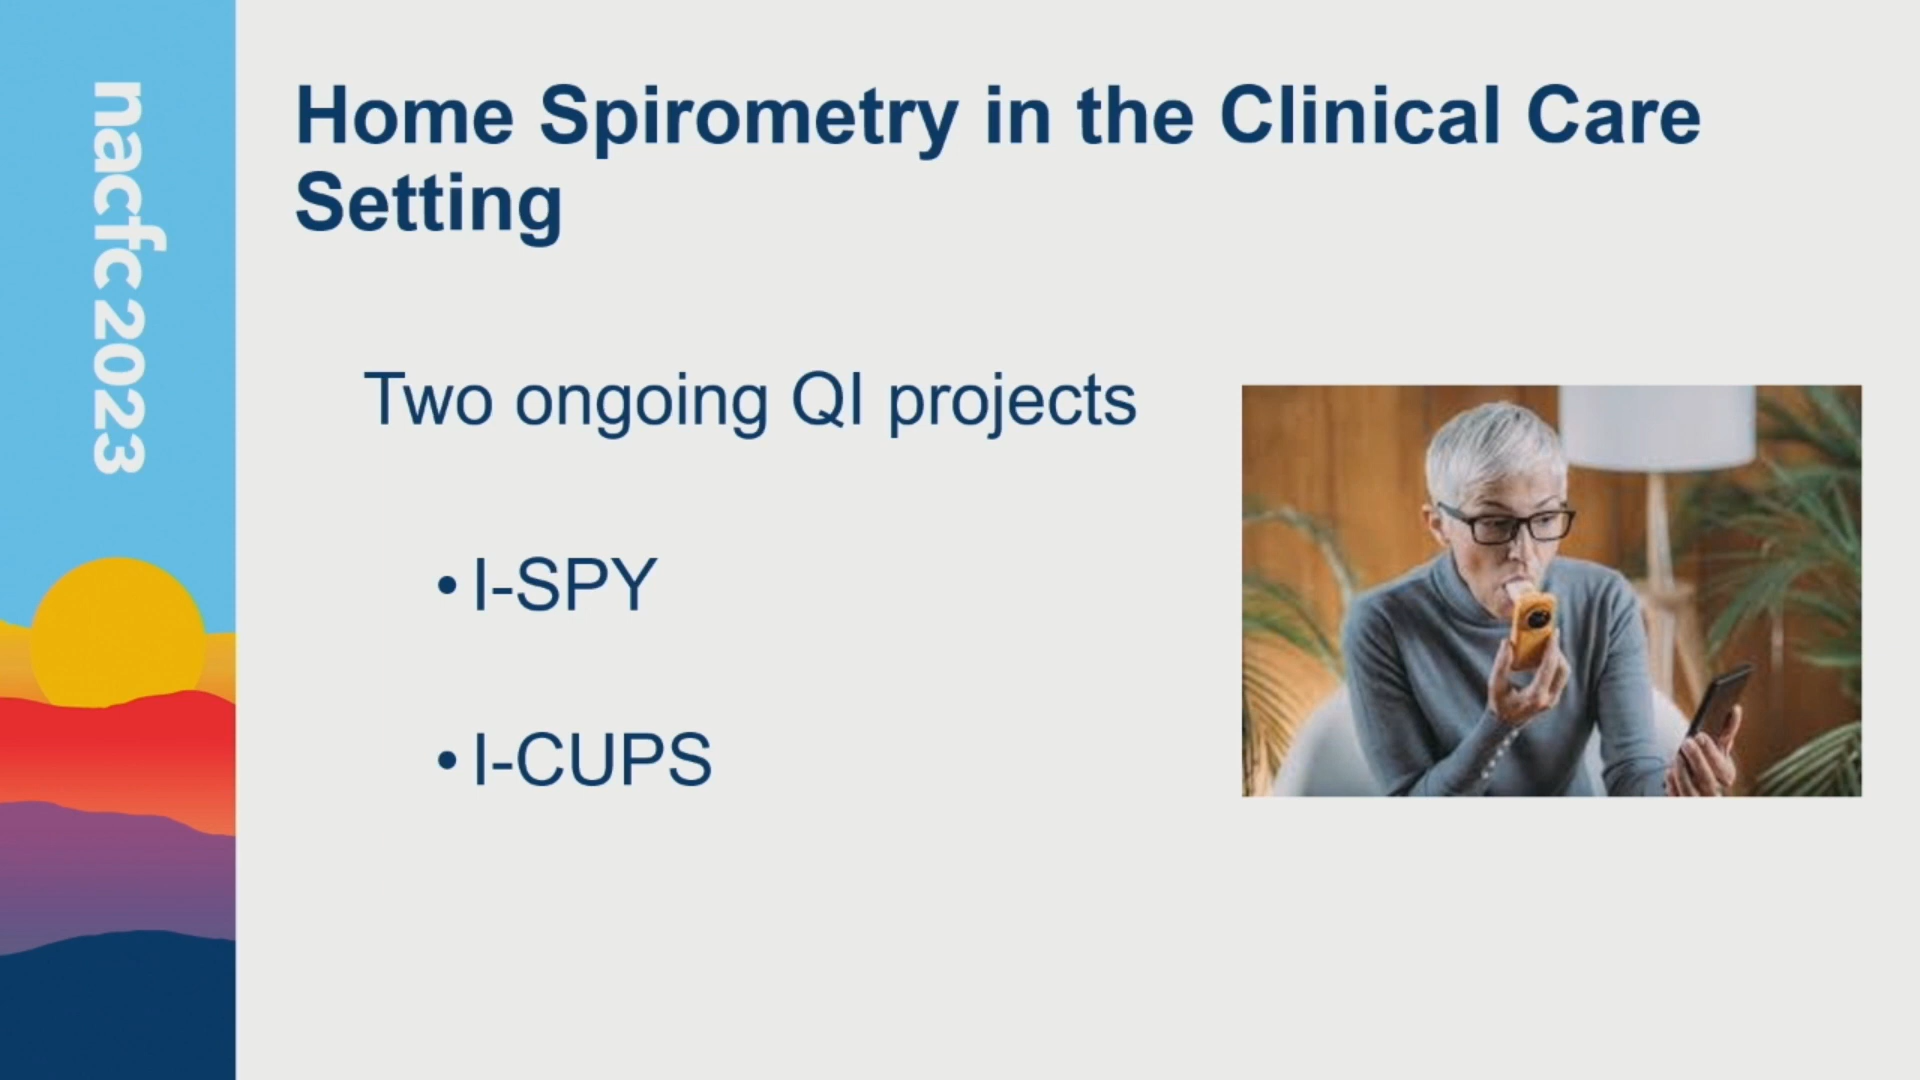 nacfc 2023
Home Spirometry in the Clinical Care
Setting
Two ongoing QI projects
• I-SPY
• I-CUPS